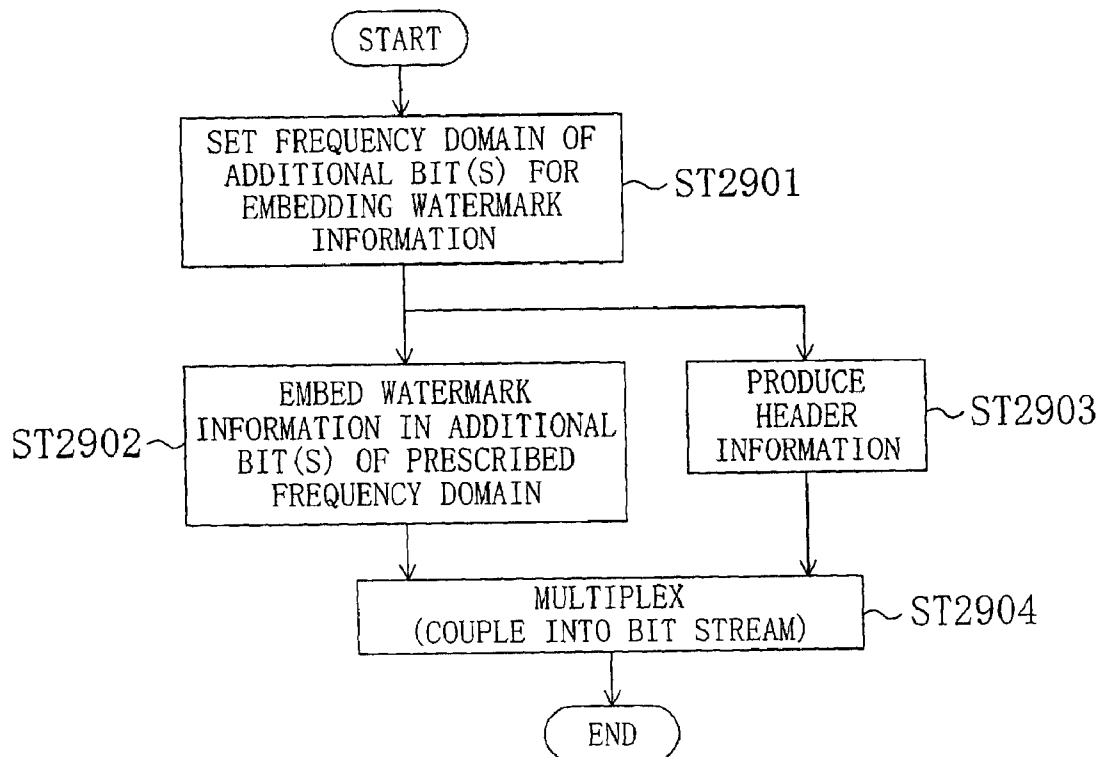 START
SET FREQUENCY DOMAIN OF
ADDITIONAL BIT(S) FOR
EMBEDDING WATERMARK
INFORMATION
ST2901
EMBED WATERMARK
INFORMATION IN ADDITIONAL
BIT(S) OF PRESCRIBED
FREQUENCY DOMAIN
ST2902
PRODUCE
HEADER
INFORMATION
ST2903
MULTIPLEX
(COUPLE INTO BIT STREAM)
ST2904
END